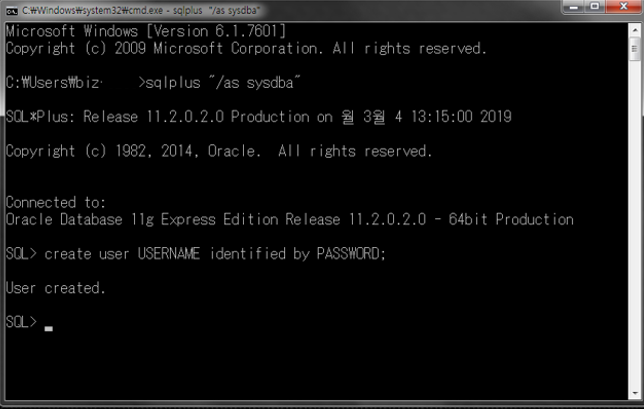 C:₩Windows₩system32₩cmd.exe - sqlplus "/as sysdba"
Microsoft Windows [Version 6.1.7601]
Copyright (c) 2009 Microsoft Corporation. All rights reserved.
C:₩Users₩biz >sqlplus "/as sysdba"
SQL*Plus: Release 11.2.0.2.0 Production on 월 3월 4 13:15:00 2019
Copyright (c) 1982, 2014, Oracle.  All rights reserved.
Connected to:
Oracle Database 11g Express Edition Release 11.2.0.2.0 - 64bit Production
SQL> create user USERNAME identified by PASSWORD;
User created.
SQL>